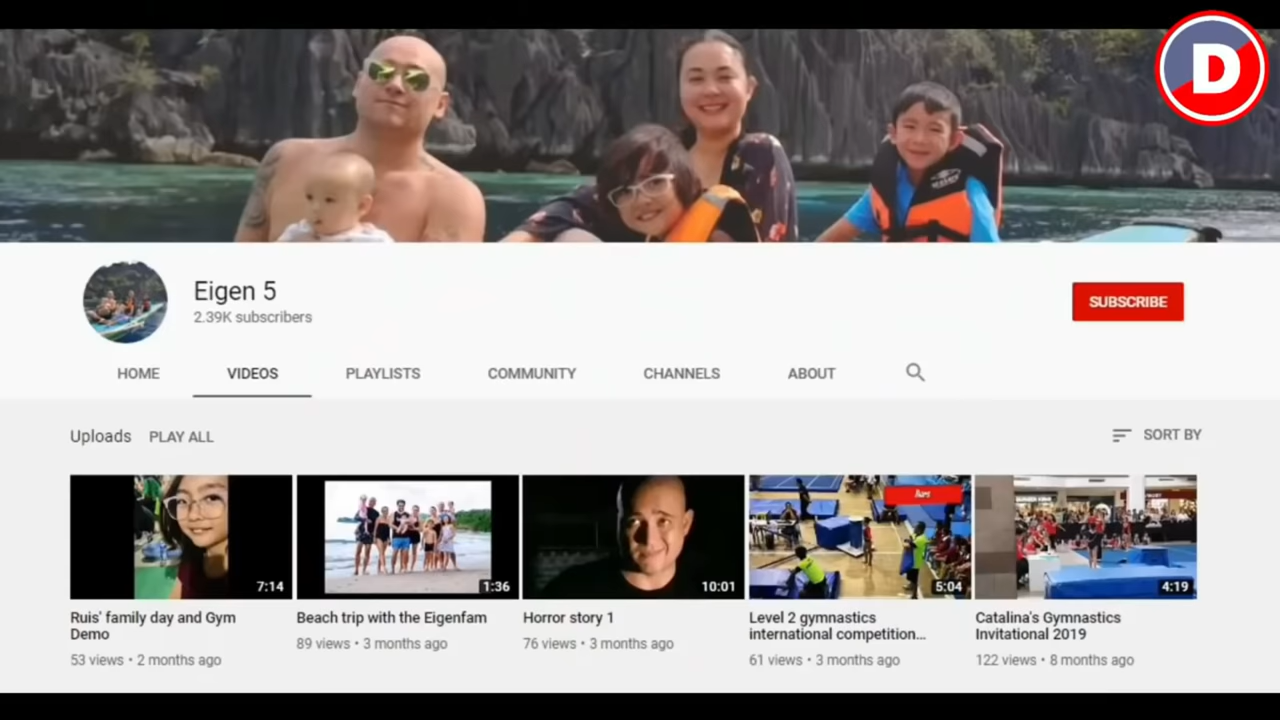 D
Eigen 5
2.39K subscribers
SUBSCRIBE
HOME VIDEOS PLAYLISTS COMMUNITY CHANNELS ABOUT
Uploads PLAY ALL SORT BY
7:14 1:36 10:01 5:04 4:19
Ruis' family day and Gym
Demo
53 views • 2 months ago
Beach trip with the Eigenfam
89 views • 3 months ago
Horror story 1
76 views • 3 months ago
Level 2 gymnastics
international competition...
61 views • 3 months ago
Catalina's Gymnastics
Invitational 2019
122 views • 8 months ago